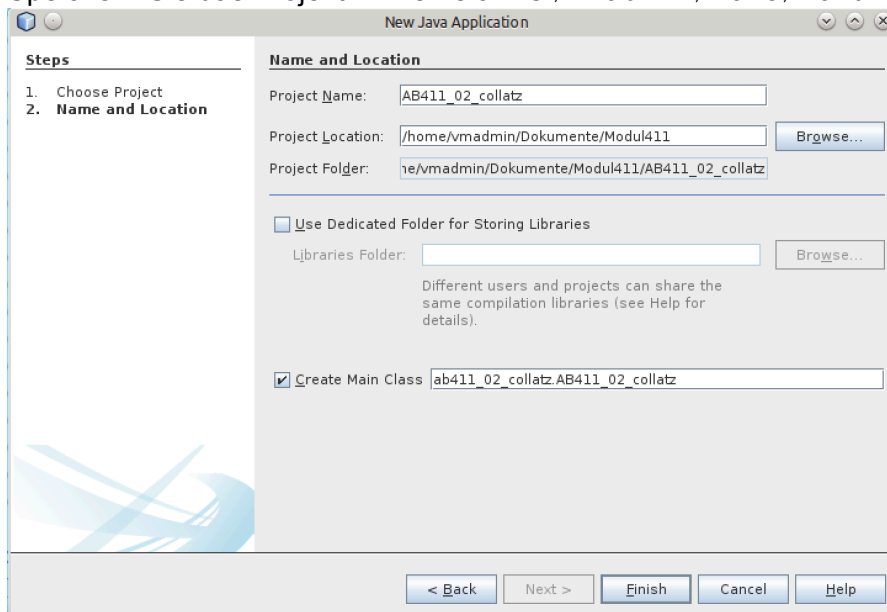 New Java Application
Steps
1. Choose Project
2. Name and Location
Name and Location
Project Name: AB411_02_collatz
Project Location: /home/vmadmin/Dokumente/Modul411 Browse...
Project Folder: ne/vmadmin/Dokumente/Modul411/AB411_02_collatz
Use Dedicated Folder for Storing Libraries
Libraries Folder: Browse...
Different users and projects can share the
same compilation libraries (see Help for
details).
Create Main Class ab411_02_collatz.AB411_02_collatz
< Back Next > Finish Cancel Help